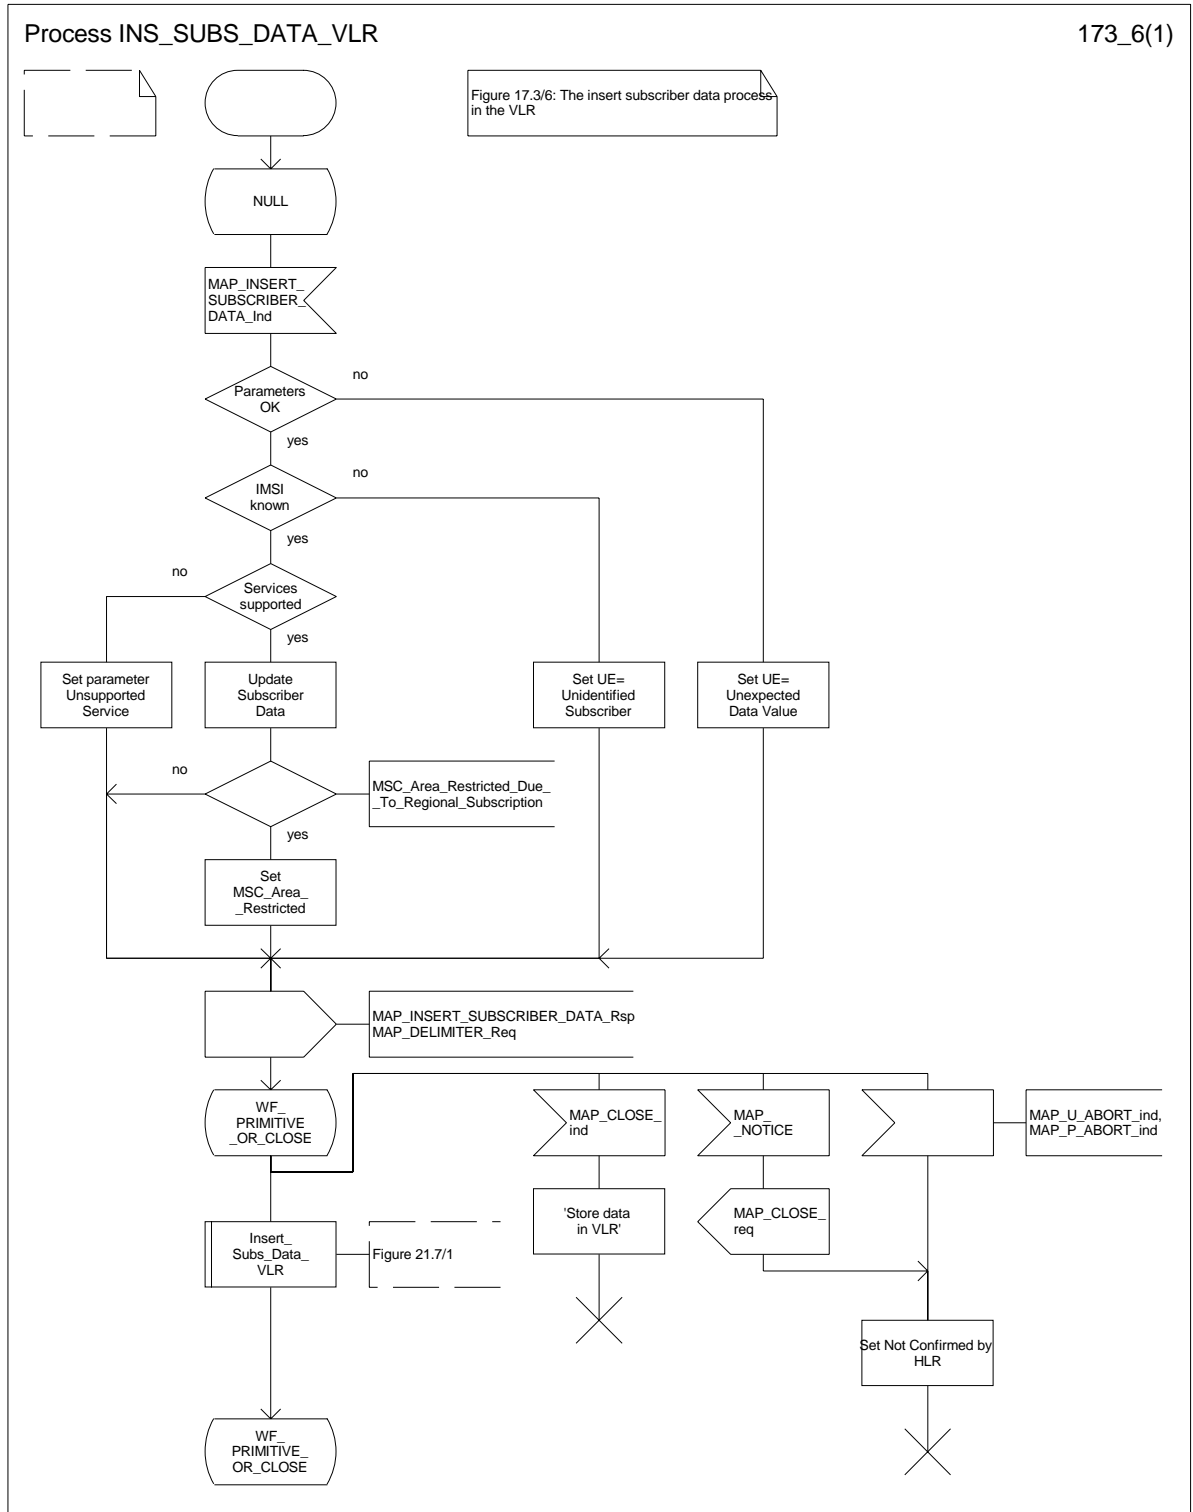 Process INS_SUBS_DATA_VLR
173_6(1)
Figure 17.3/6: The insert subscriber data process
in the VLR
NULL
MAP_INSERT_
SUBSCRIBER_
DATA_Ind
Parameters
OK
no
yes
IMSI
known
no
yes
Services
supported
no
yes
Set parameter
Unsupported
Service
Update
Subscriber
Data
Set UE=
Unidentified
Subscriber
Set UE=
Unexpected
Data Value
no
MSC_Area_Restricted_Due_
_To_Regional_Subscription
yes
Set
MSC_Area_
_Restricted
MAP_INSERT_SUBSCRIBER_DATA_Rsp
MAP_DELIMITER_Req
WF_
PRIMITIVE
_OR_CLOSE
MAP_CLOSE_
ind
MAP_
_NOTICE
MAP_U_ABORT_ind,
MAP_P_ABORT_ind
'Store data
in VLR'
MAP_CLOSE_
req
Insert_
Subs_Data_
VLR
Figure 21.7/1
Set Not Confirmed by
HLR
WF_
PRIMITIVE_
OR_CLOSE